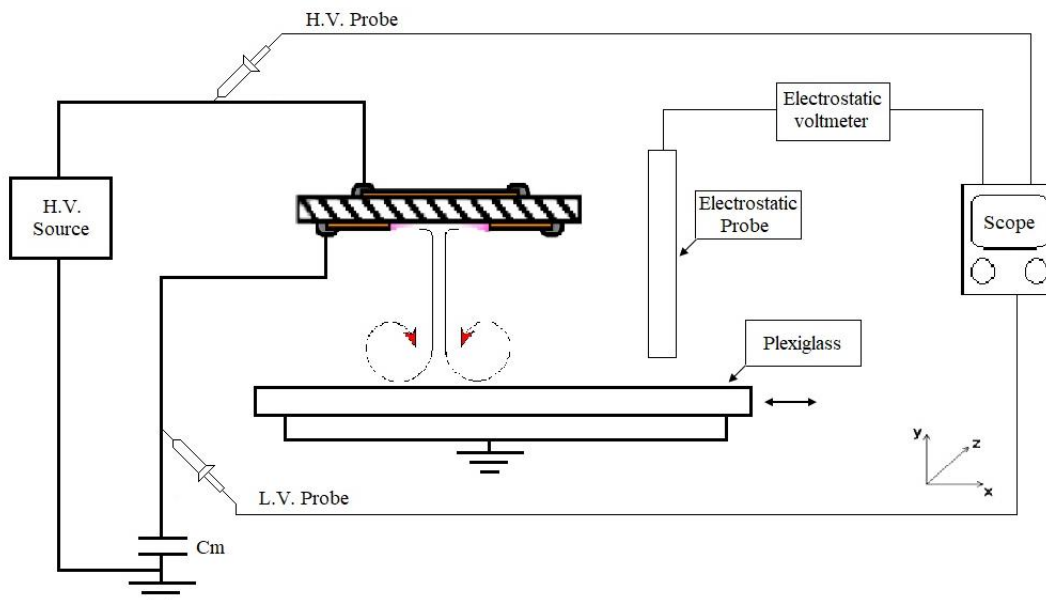 H.V. Probe
Electrostatic
voltmeter
H.V.
Source
Electrostatic
Probe
Scope
Plexiglass
y
z
x
L.V. Probe
Cm